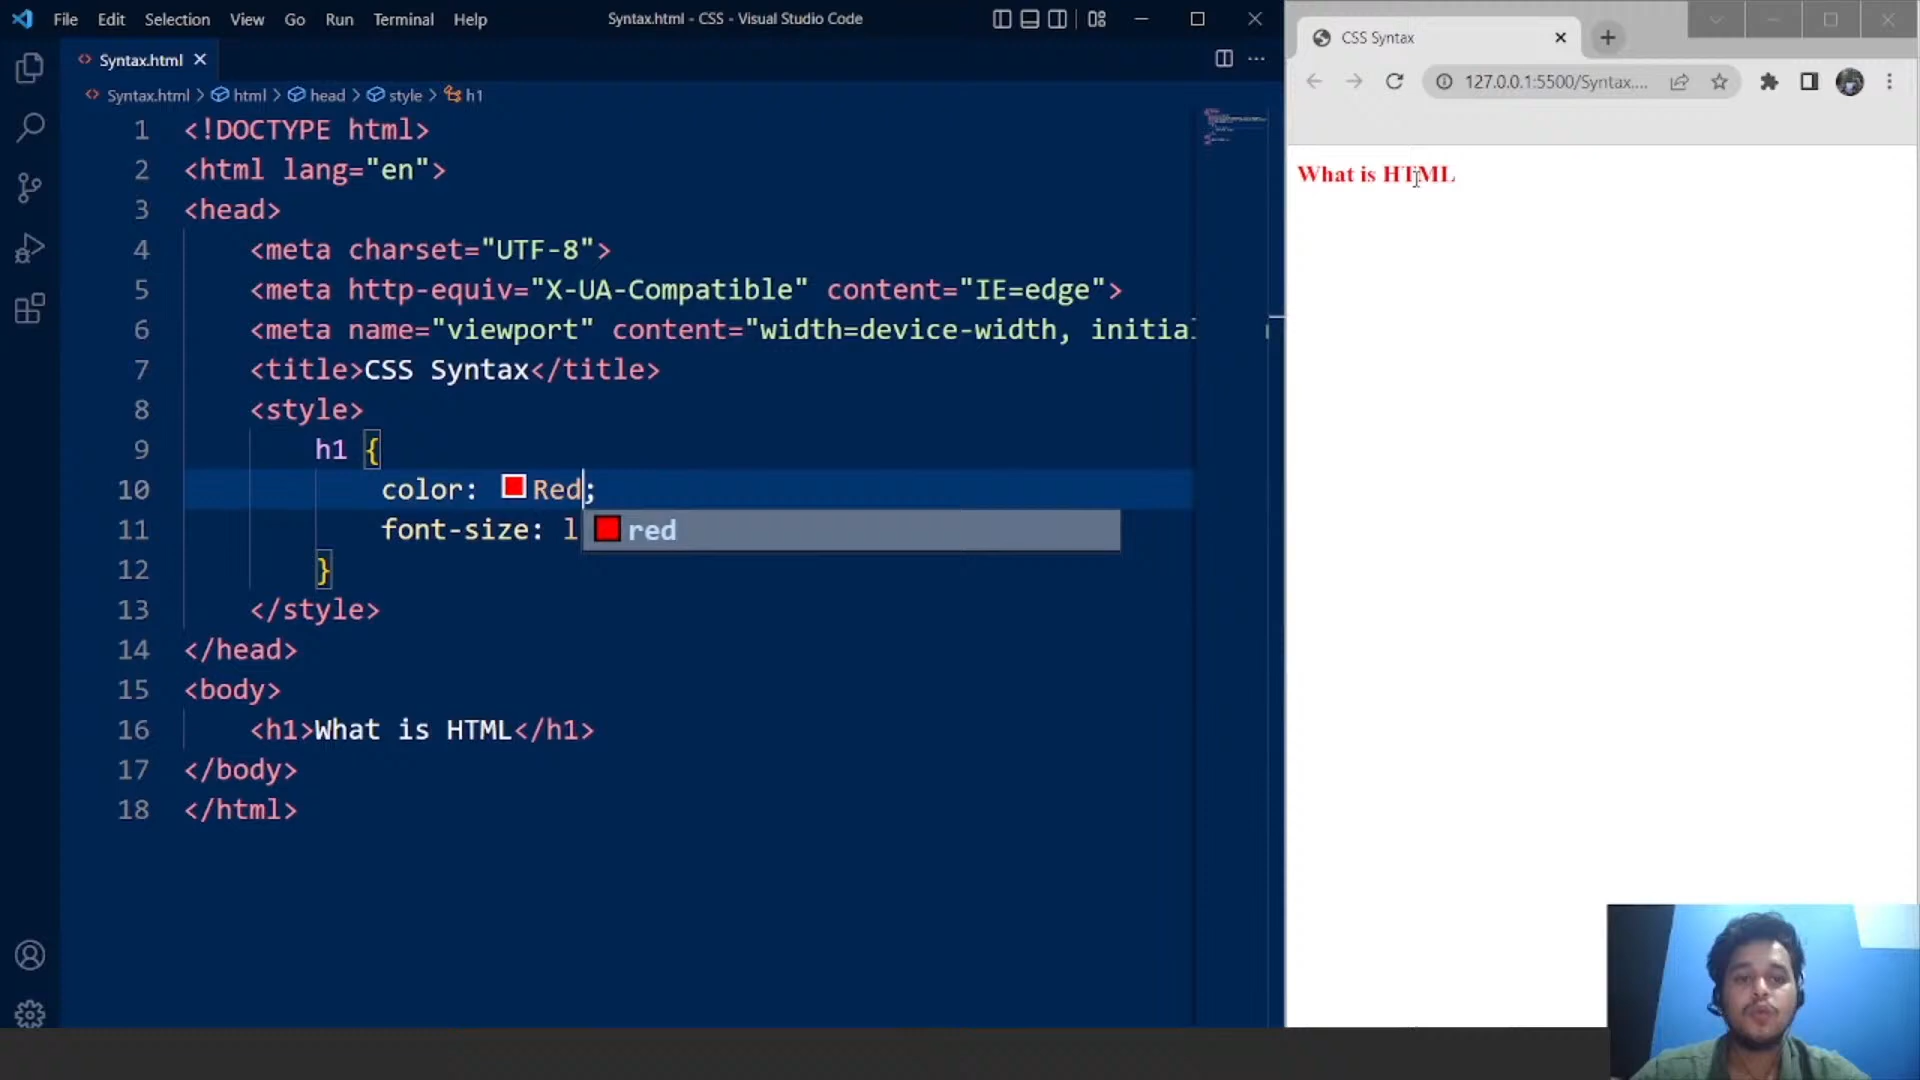 File Edit Selection View Go Run Terminal Help
Syntax.html - CSS - Visual Studio Code
Syntax.html
Syntax.html > html > head > style > h1
1 <!DOCTYPE html>
2 <html lang="en">
3 <head>
4 <meta charset="UTF-8">
5 <meta http-equiv="X-UA-Compatible" content="IE=edge">
6 <meta name="viewport" content="width=device-width, initial
7 <title>CSS Syntax</title>
8 <style>
9 h1 {
10 color: Red;
11 font-size:
red
12 }
13 </style>
14 </head>
15 <body>
16 <h1>What is HTML</h1>
17 </body>
18 </html>
CSS Syntax
127.0.0.1:5500/Syntax....
What is HTML